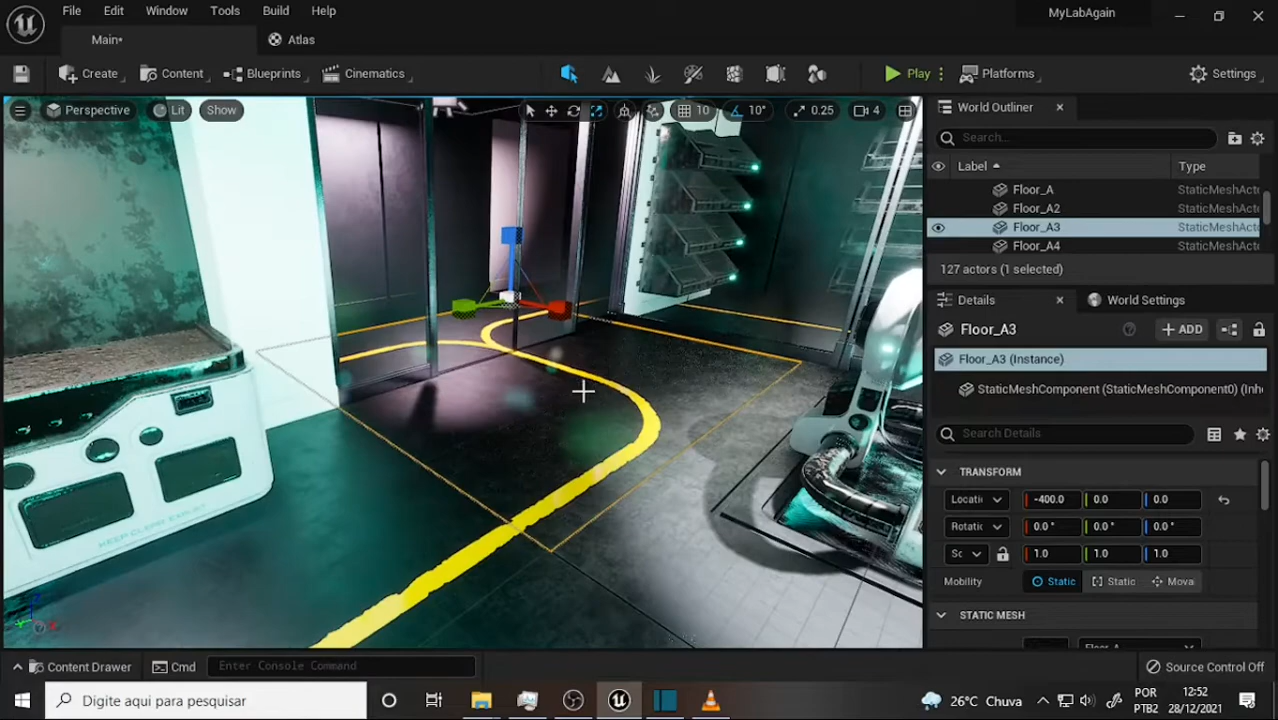 File Edit Window Tools Build Help MyLabAgain
Main• Atlas
Create Content Blueprints Cinematics Play Platforms Settings
Perspective Lit Show 10 10° 0.25 4 World Outliner
Search...
Label Type
Floor_A StaticMeshActo
Floor_A2 StaticMeshActo
Floor_A3 StaticMeshActo
Floor_A4 StaticMeshActo
127 actors (1 selected)
Details World Settings
Floor_A3 + ADD
Floor_A3 (Instance)
StaticMeshComponent (StaticMeshComponent0) (Inh
Search Details
TRANSFORM
Locati -400.0 0.0 0.0
Rotatic 0.0° 0.0° 0.0°
Sc 1.0 1.0 1.0
Mobility Static Static Mova
STATIC MESH
Floor_A
KEEP CLEAR
Content Drawer Cmd Enter Console Command Source Control Off
Digite aqui para pesquisar 26°C Chuva POR PTB2 12:52 28/12/2021